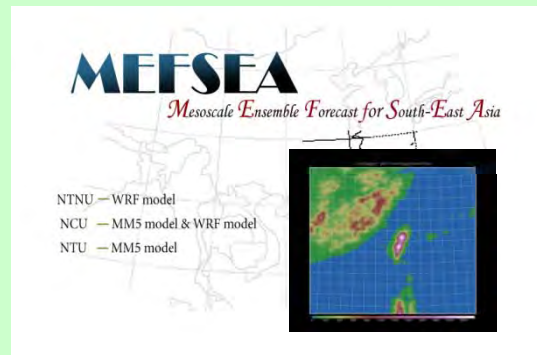 MEFSEA
Mesoscale Ensemble Forecast for South-East Asia
NTNU — WRF model
NCU — MM5 model & WRF model
NTU — MM5 model